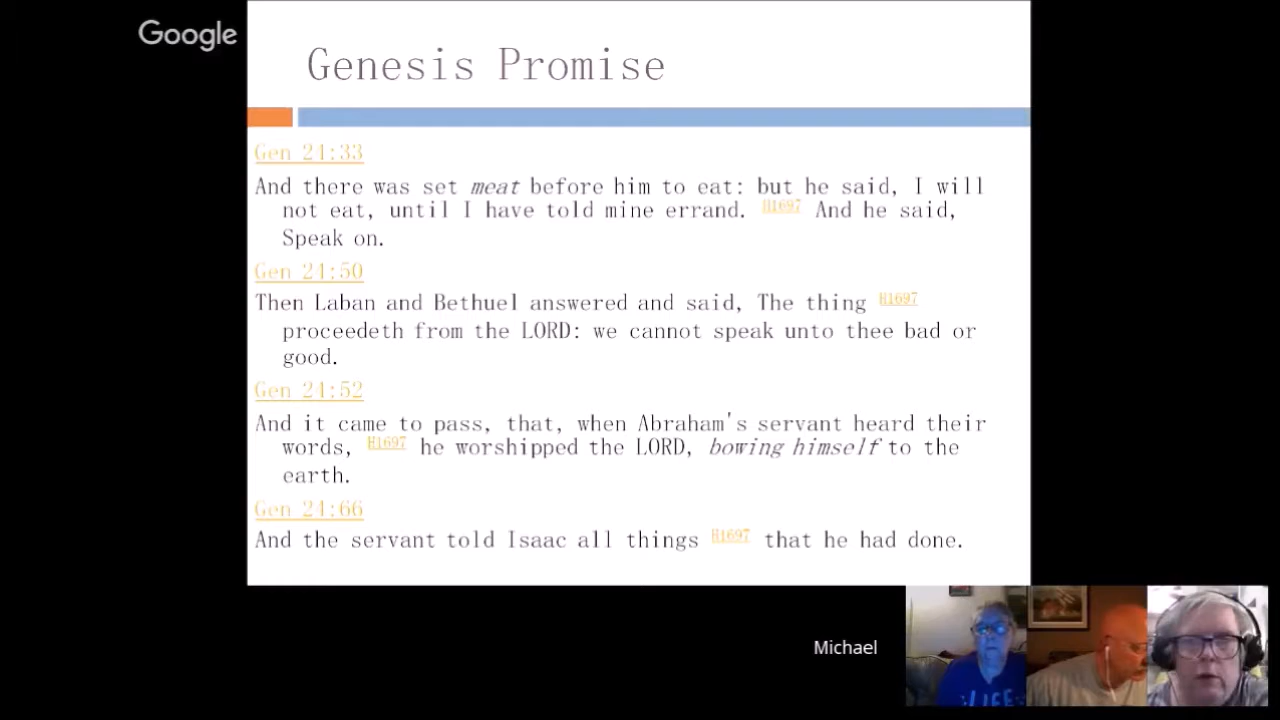 Google
Genesis Promise
Gen 24:33
And there was set meat before him to eat: but he said, I will
not eat, until I have told mine errand. H1697 And he said,
Speak on.
Gen 24:50
Then Laban and Bethuel answered and said, The thing H1697
proceedeth from the LORD: we cannot speak unto thee bad or
good.
Gen 24:52
And it came to pass, that, when Abraham's servant heard their
words, H1697 he worshipped the LORD, bowing himself to the
earth.
Gen 24:66
And the servant told Isaac all things H1697 that he had done.
Michael
LIFE